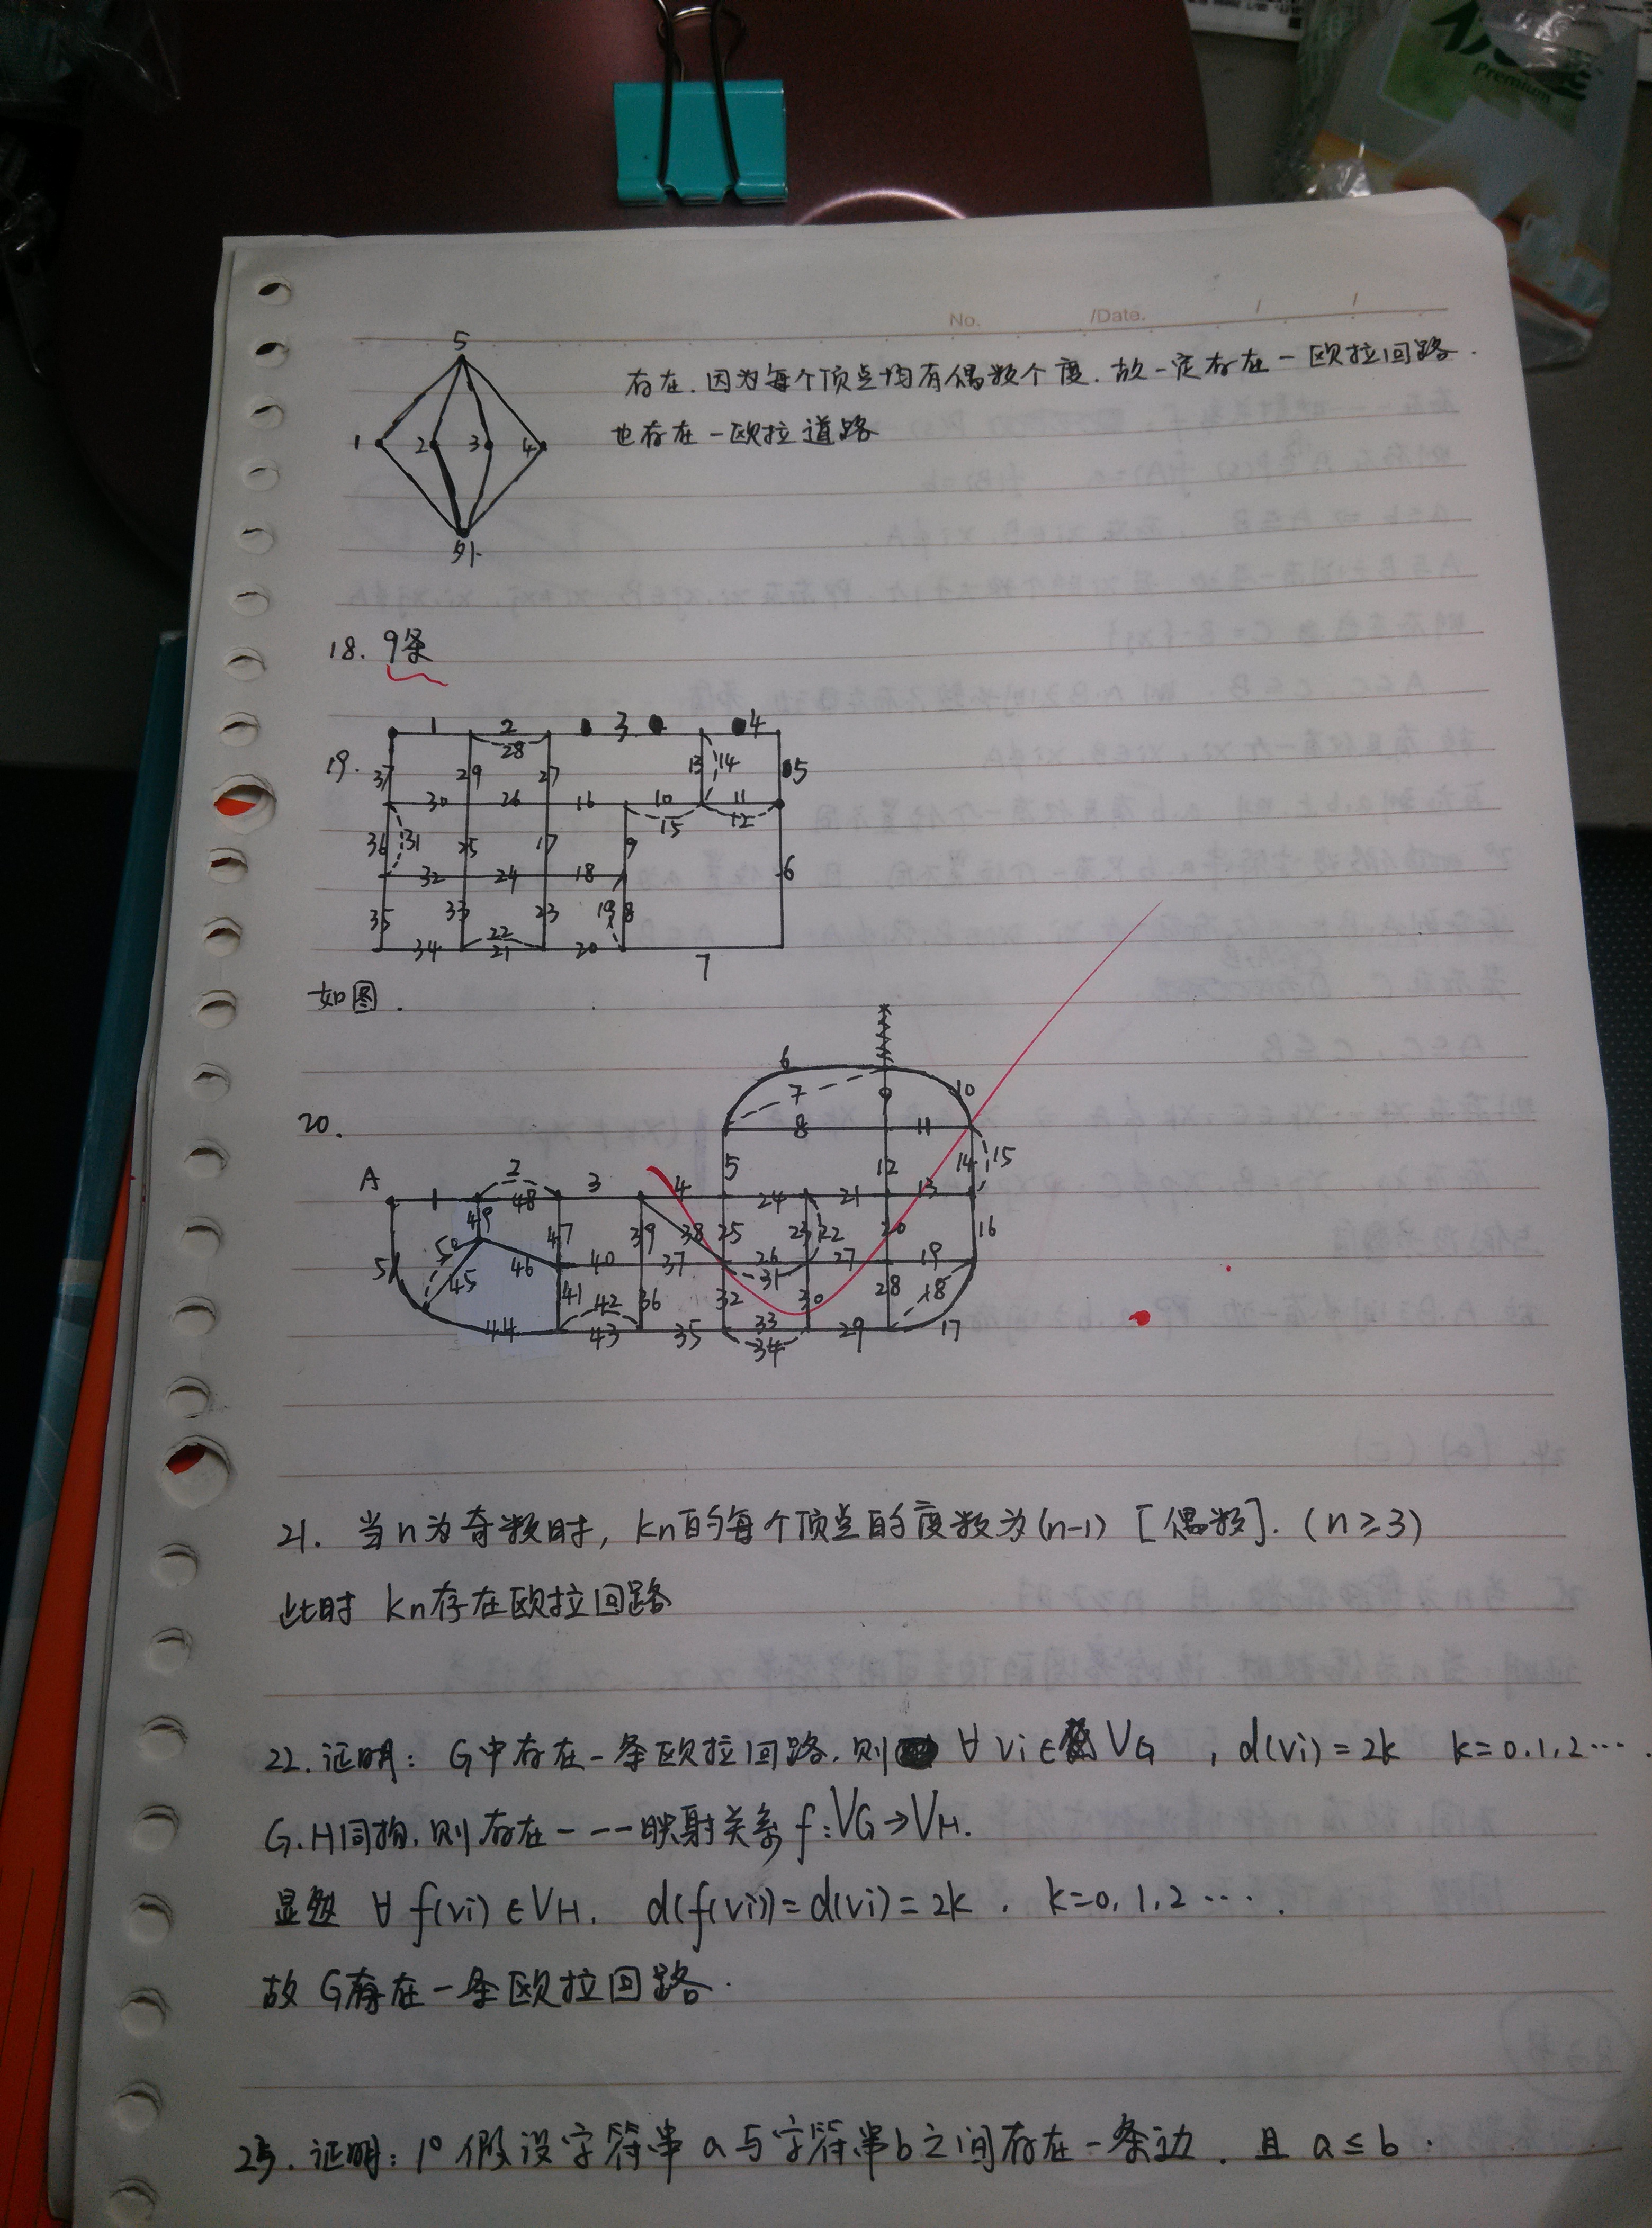 Premium
No.
/Date.
5
存在.因为每个顶点均有偶数个度.故一定存在一欧拉回路.
1 2 3 4
也存在一欧拉道路
外
18. 9条
1 2 3 4
28
19. 37 29 27 13 14 5
30 26 16 10 11
15 12
36 31 25 17 9 6
32 24 18
35 33 23 19 8
22
34 21 20 7
如图.
6
7 9 10
20. 8 11
5 12 14 15
A 2
1 48 3 4 24 21 13
49 47 39 38 25 23 22 20 16
50 46 40 37 26 27 19
51 45 31
41 42 36 32 30 28 18
44 43 35 33 29 17
34
21. 当n为奇数时, kn的每个顶点的度数为(n-1) [偶数]. (n≥3)
此时 kn存在欧拉回路
22.证明: G中存在一条欧拉回路.则 ∀ vi ∈ VG , d(vi)=2k k=0.1.2…
G.H同构.则存在一一一映射关系 f:VG→VH.
显然 ∀ f(vi) ∈VH. d(f(vi))=d(vi)=2k . k=0,1,2….
故 G存在一条欧拉回路.
25.证明: 1° 假设字符串a与字符串b之间存在一条边.且 a≤b.